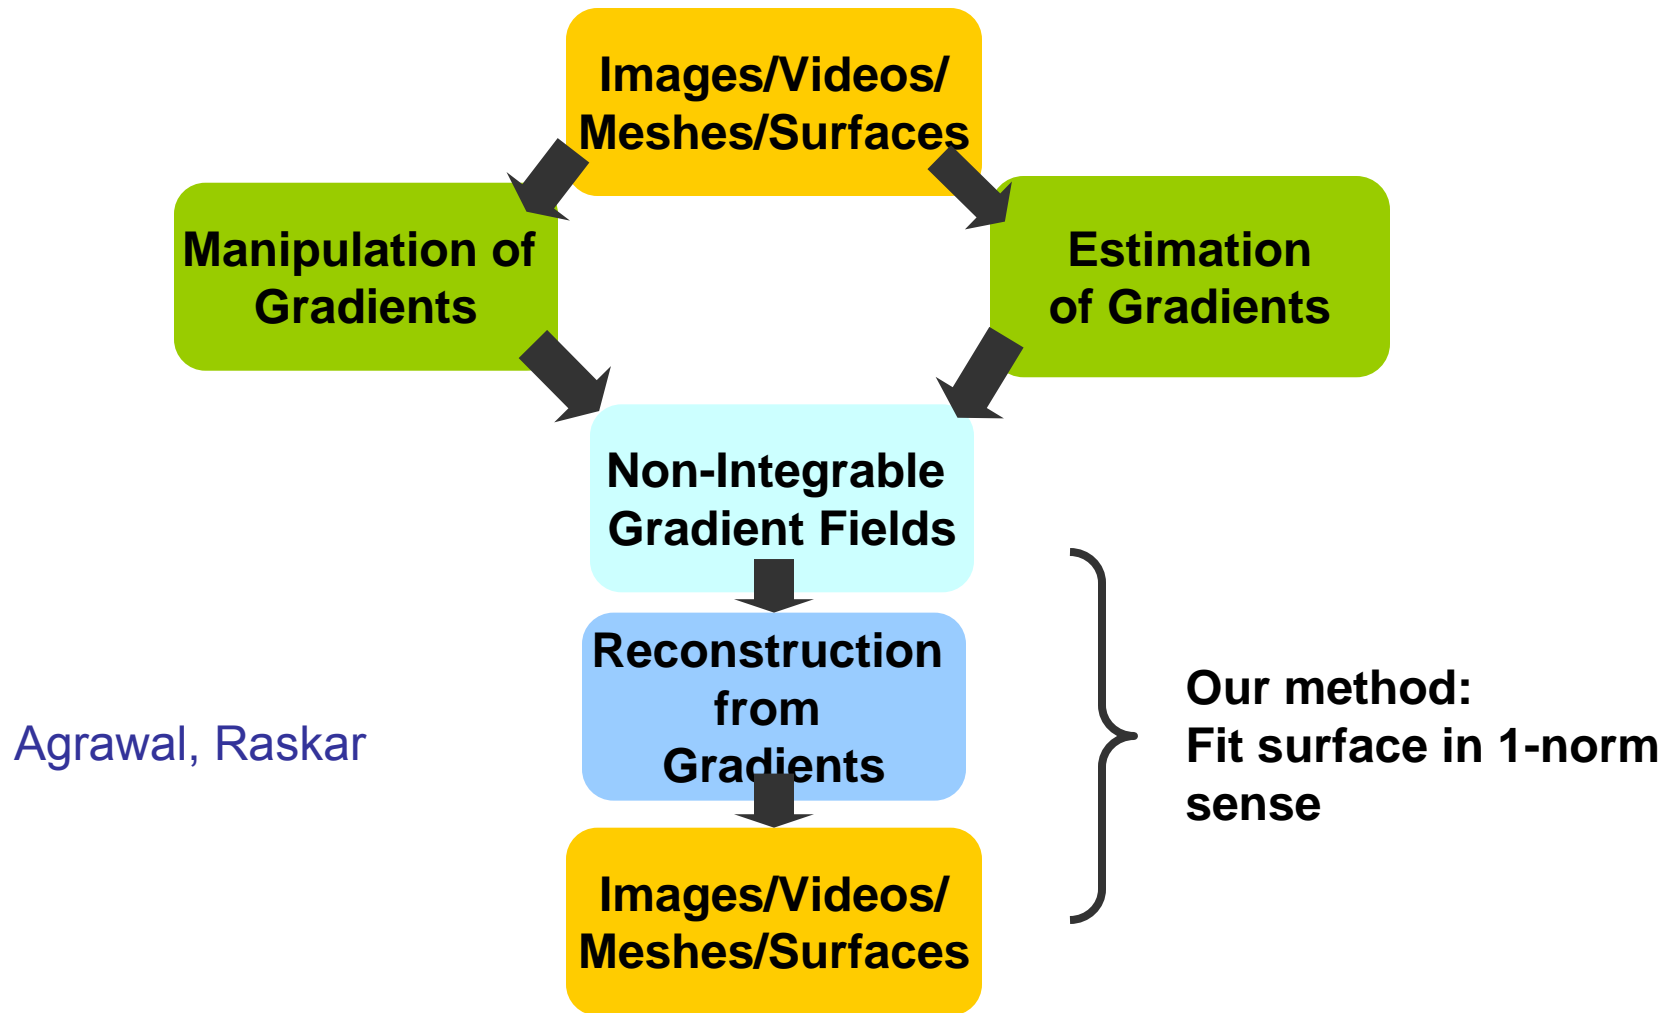 Images/Videos/
Meshes/Surfaces
Manipulation of
Gradients
Estimation
of Gradients
Non-Integrable
Gradient Fields
Reconstruction
from
Gradients
Agrawal, Raskar
Our method:
Fit surface in 1-norm
sense
Images/Videos/
Meshes/Surfaces